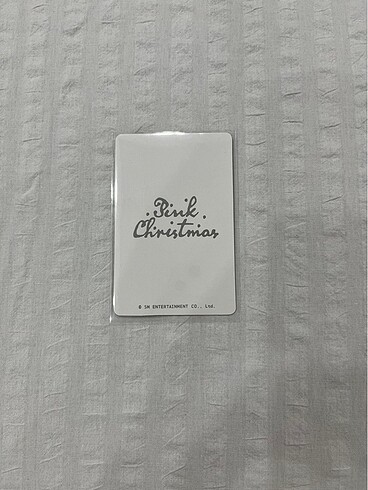 Pink
Christmas
© SM ENTERTAINMENT CO., Ltd.